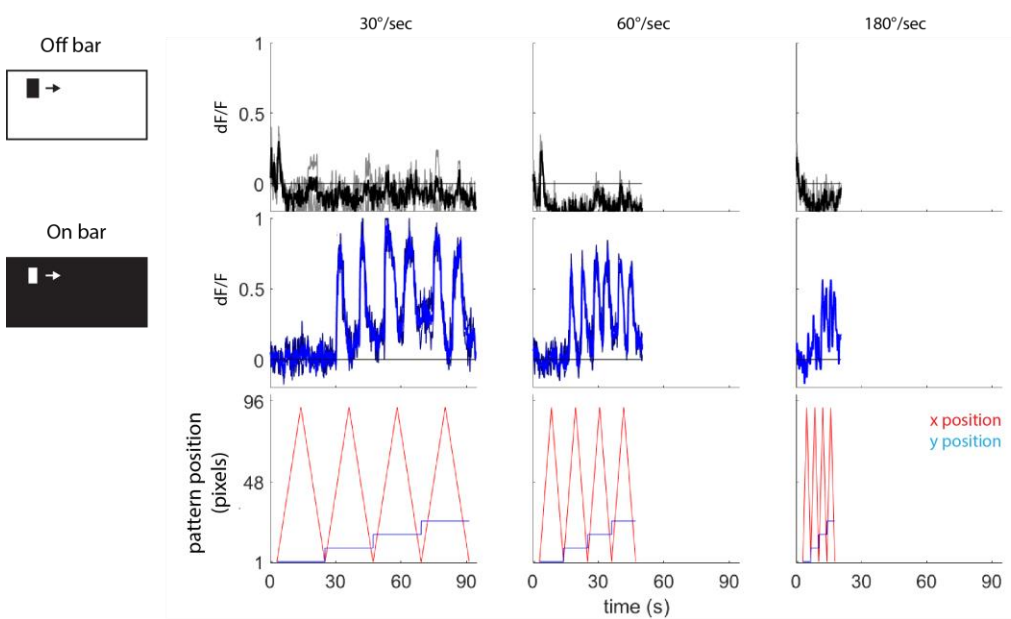 30°/sec
60°/sec
180°/sec
Off bar
1
0.5
0
dF/F
On bar
1
0.5
0
dF/F
96
48
1
pattern position
(pixels)
x position
y position
0
30
60
90
0
30
60
90
0
30
60
90
time (s)